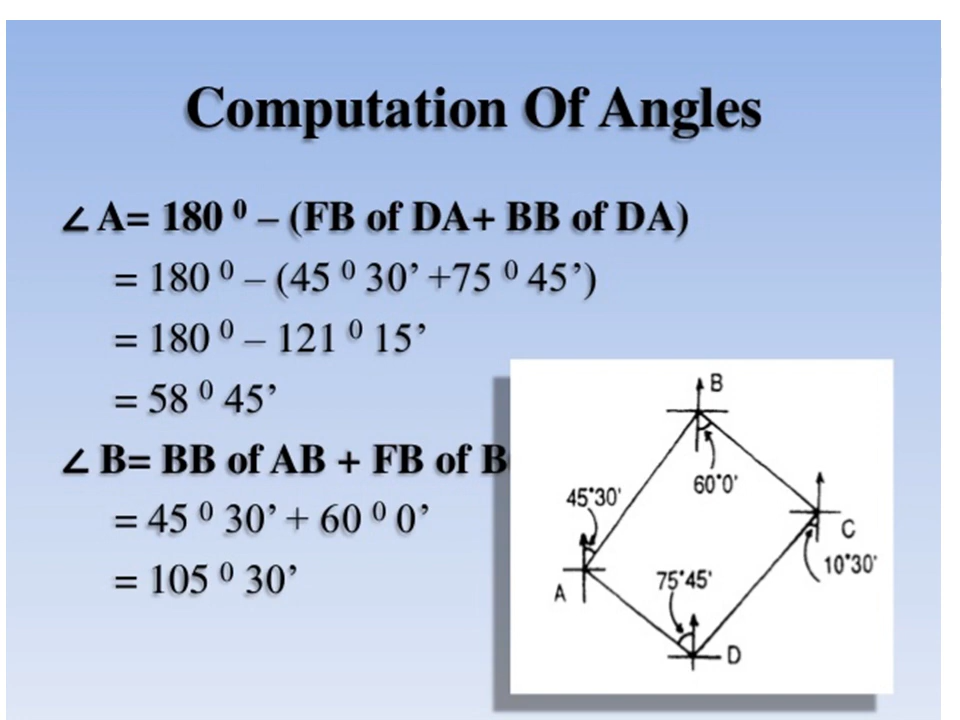 Computation Of Angles
∠ A= 180 ⁰ – (FB of DA+ BB of DA)
= 180 ⁰ – (45 ⁰ 30’ +75 ⁰ 45’)
= 180 ⁰ – 121 ⁰ 15’
= 58 ⁰ 45’
∠ B= BB of AB + FB of B
= 45 ⁰ 30’ + 60 ⁰ 0’
= 105 ⁰ 30’
B
60°0'
45°30'
C
10°30'
75°45'
A
D